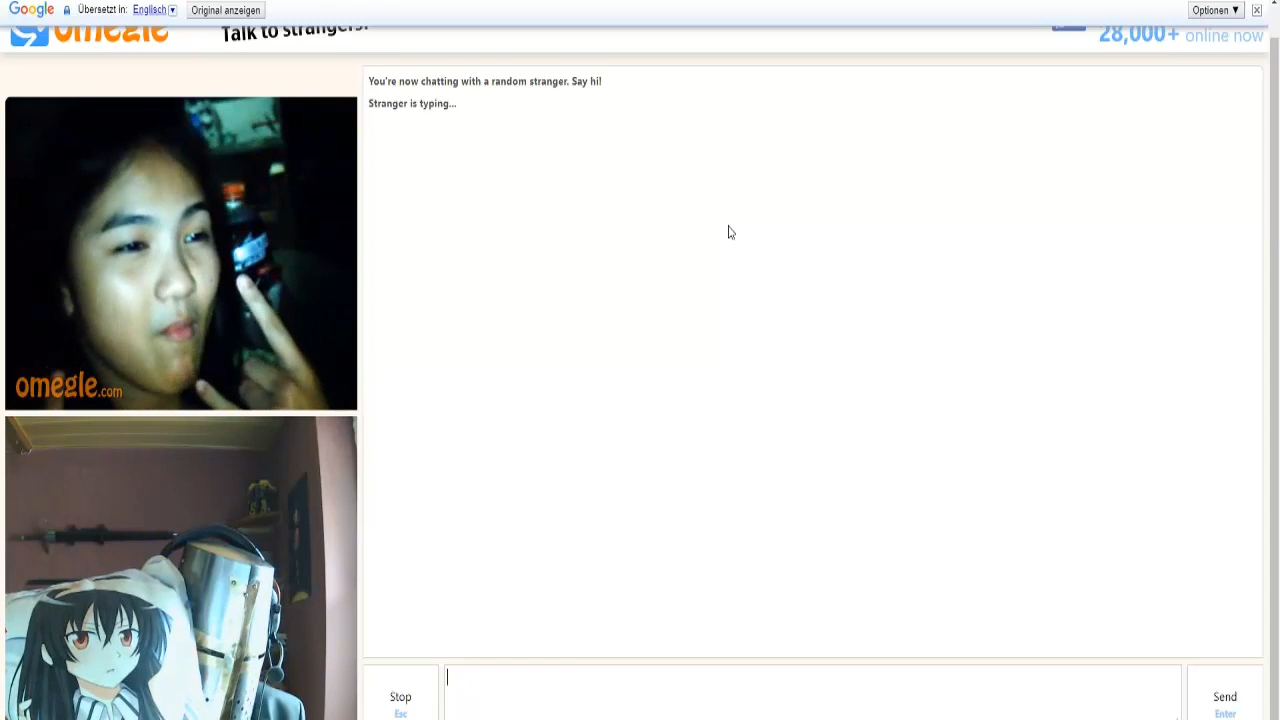 Google Übersetzt in: Englisch Original anzeigen Optionen ▼
omegle Talk to strangers! 28,000+ online now
You're now chatting with a random stranger. Say hi!
Stranger is typing...
omegle.com
Stop
Esc
Send
Enter